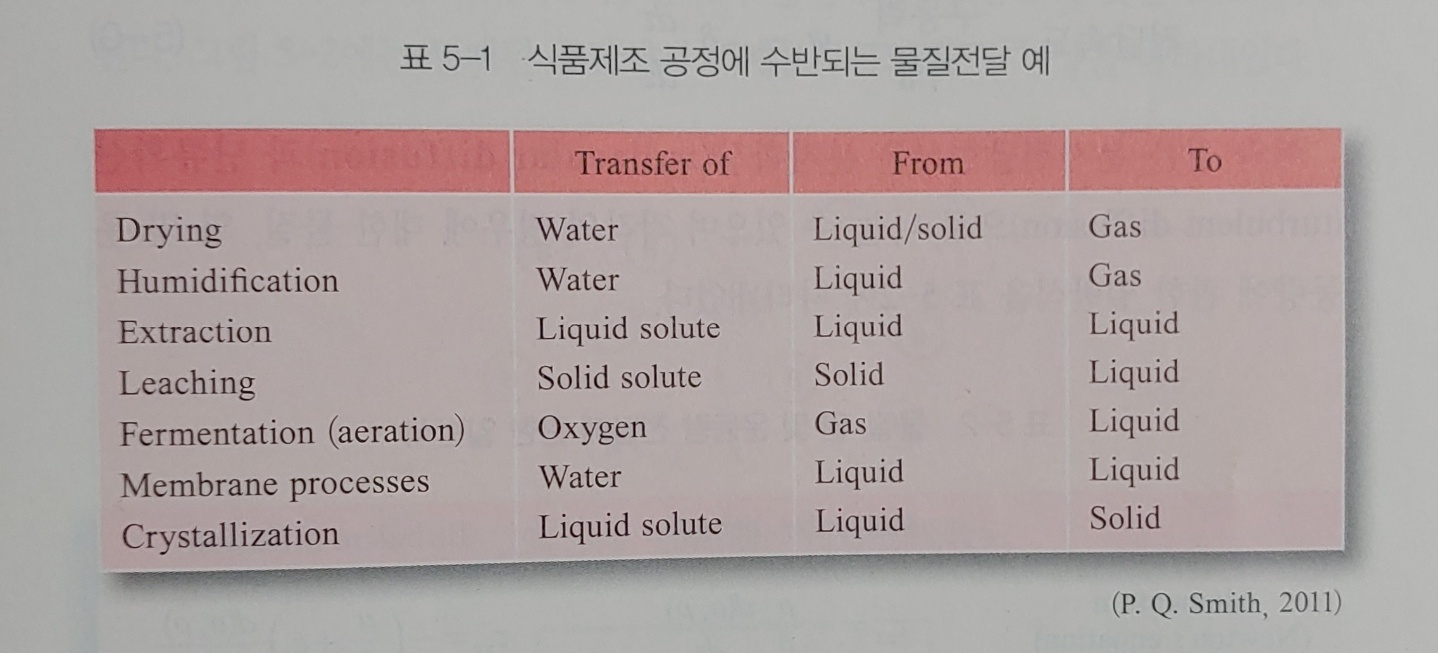 표 5-1 식품제조 공정에 수반되는 물질전달 예
Transfer of From To
Drying Water Liquid/solid Gas
Humidification Water Liquid Gas
Extraction Liquid solute Liquid Liquid
Leaching Solid solute Solid Liquid
Fermentation (aeration) Oxygen Gas Liquid
Membrane processes Water Liquid Liquid
Crystallization Liquid solute Liquid Solid
(P. Q. Smith, 2011)